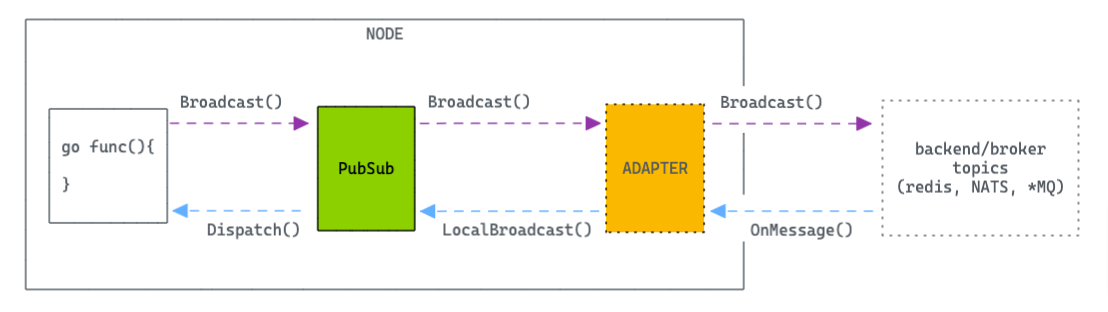 NODE
Broadcast()
Broadcast()
Broadcast()
go func(){
}
PubSub
ADAPTER
backend/broker
topics
(redis, NATS, *MQ)
Dispatch()
LocalBroadcast()
OnMessage()